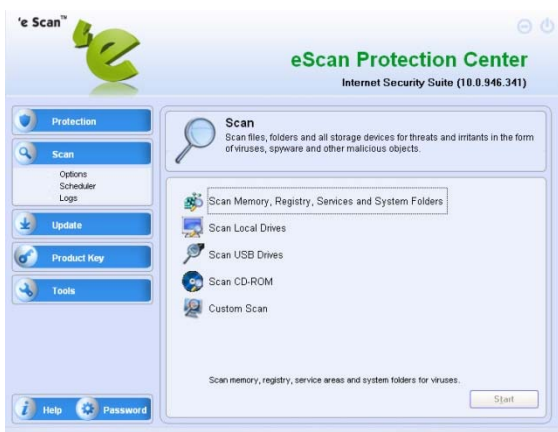 'e Scan™
eScan Protection Center
Internet Security Suite (10.0.946.341)
Protection
Scan
Options
Scheduler
Logs
Update
Product Key
Tools
Help
Password
Scan
Scan files, folders and all storage devices for threats and irritants in the form
of viruses, spyware and other malicious objects.
Scan Memory, Registry, Services and System Folders
Scan Local Drives
Scan USB Drives
Scan CD-ROM
Custom Scan
Scan memory, registry, service areas and system folders for viruses.
Start